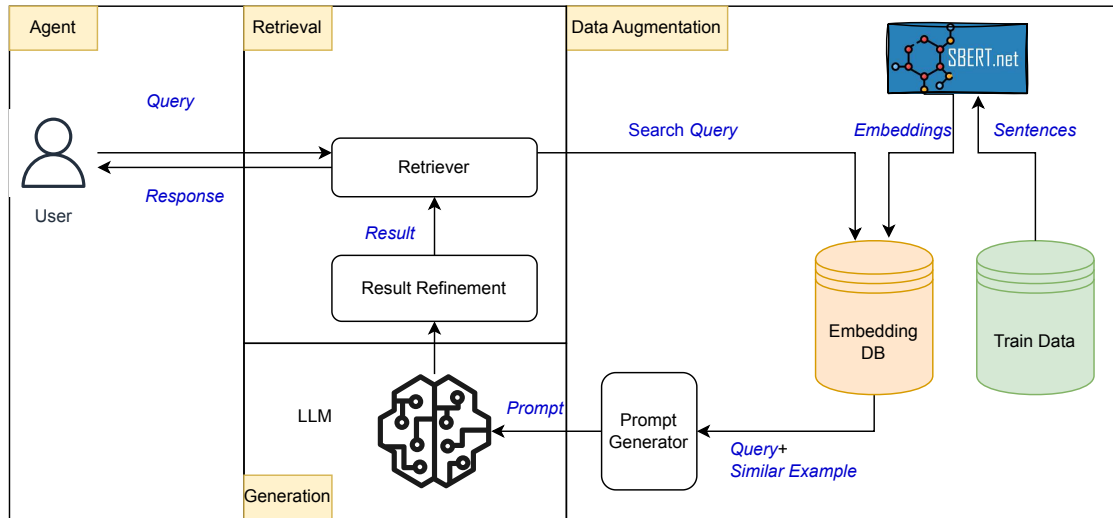 Agent
Retrieval
Data Augmentation
SBERT.net
Query
Search Query
Embeddings
Sentences
Retriever
Response
User
Result
Result Refinement
Embedding
DB
Train Data
LLM
Prompt
Prompt
Generator
Query+
Similar Example
Generation